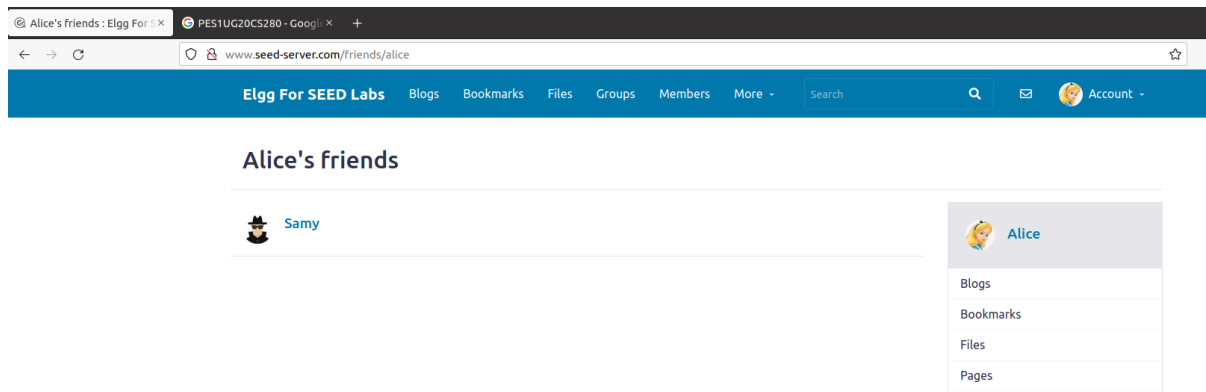 Alice's friends : Elgg For S
PES1UG20CS280 - Googl
www.seed-server.com/friends/alice
Elgg For SEED Labs Blogs Bookmarks Files Groups Members More Search Account
Alice's friends
Samy
Alice
Blogs
Bookmarks
Files
Pages